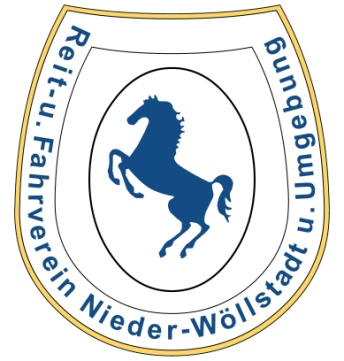 Reit- u. Fahrverein Nieder-Wöllstadt u. Umgebung